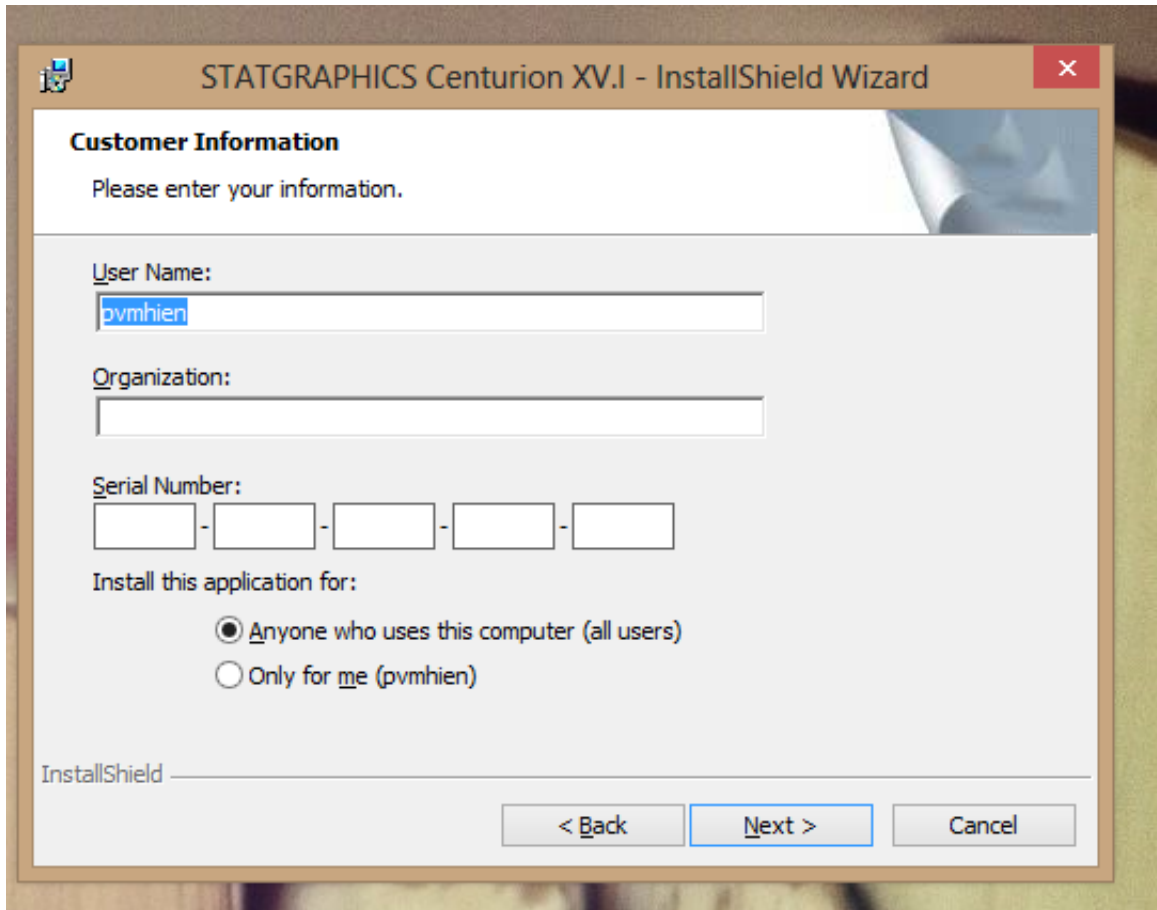 STATGRAPHICS Centurion XV.I - InstallShield Wizard
Customer Information
Please enter your information.
User Name:
pvmhien
Organization:
Serial Number:
- - - -
Install this application for:
Anyone who uses this computer (all users)
Only for me (pvmhien)
InstallShield
< Back Next > Cancel